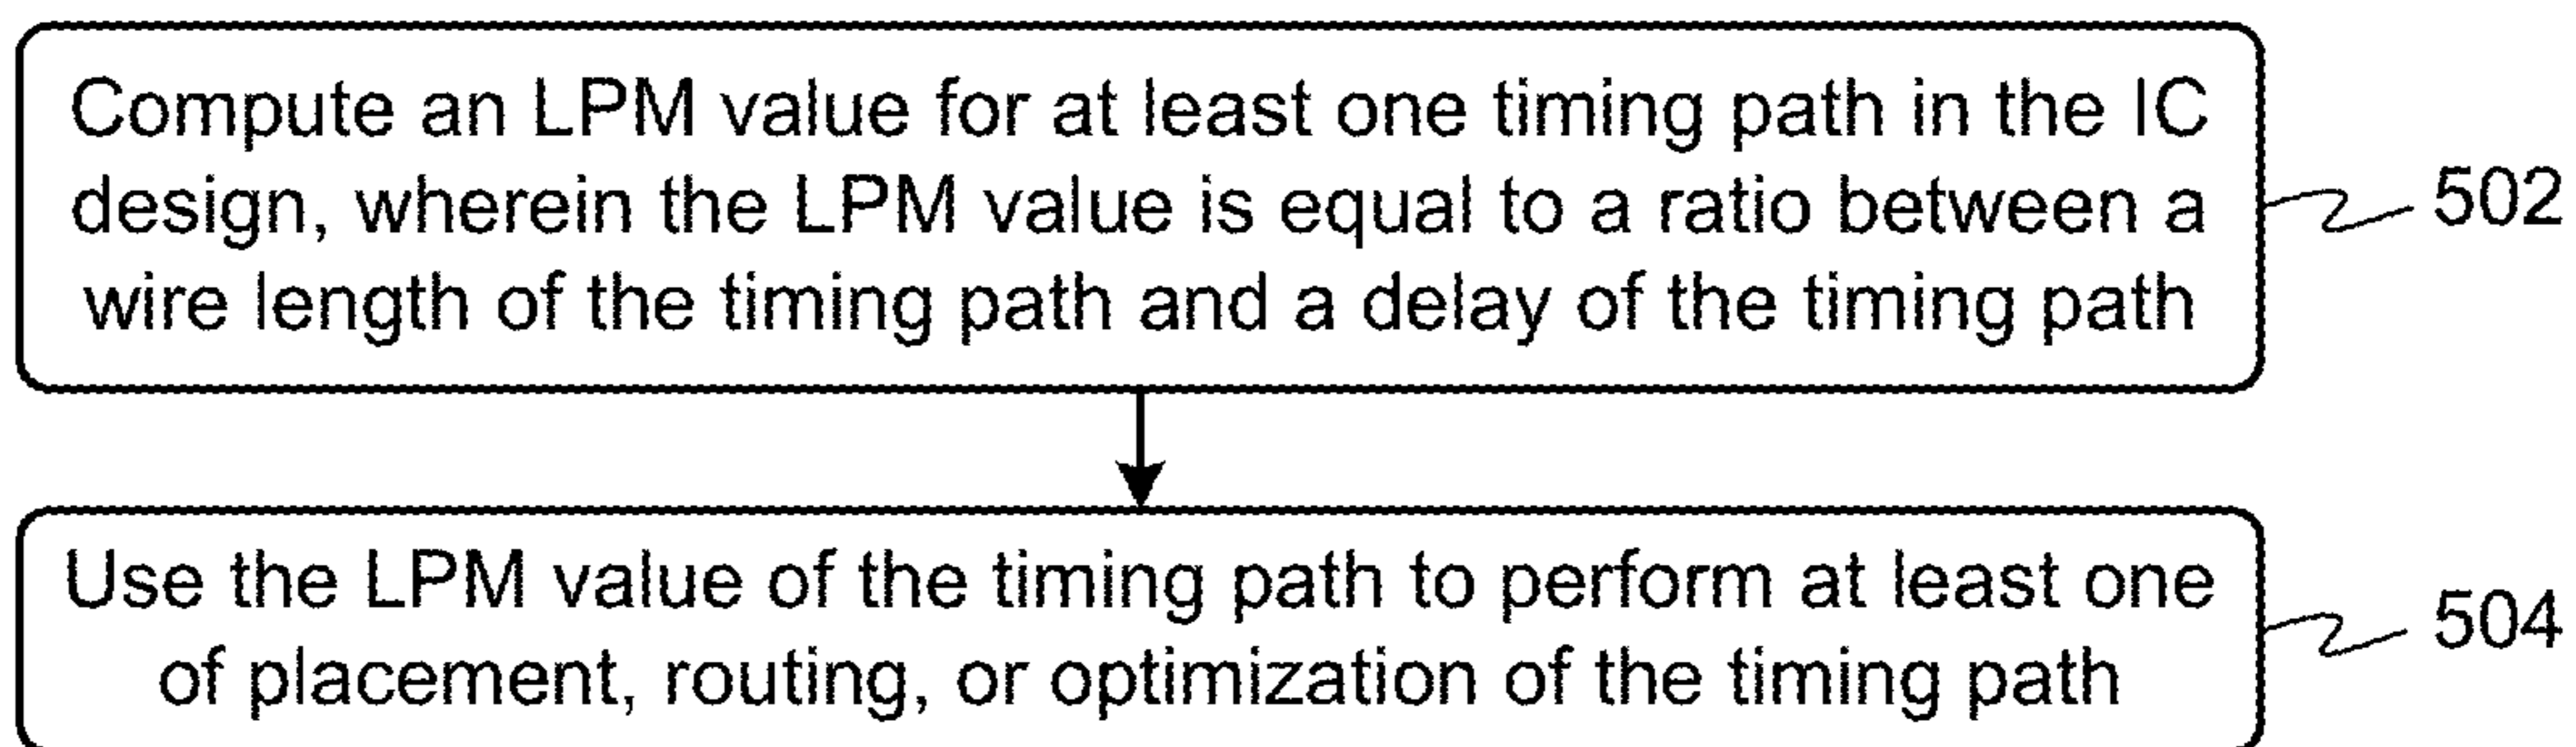 Compute an LPM value for at least one timing path in the IC
design, wherein the LPM value is equal to a ratio between a
wire length of the timing path and a delay of the timing path
502
Use the LPM value of the timing path to perform at least one
of placement, routing, or optimization of the timing path
504